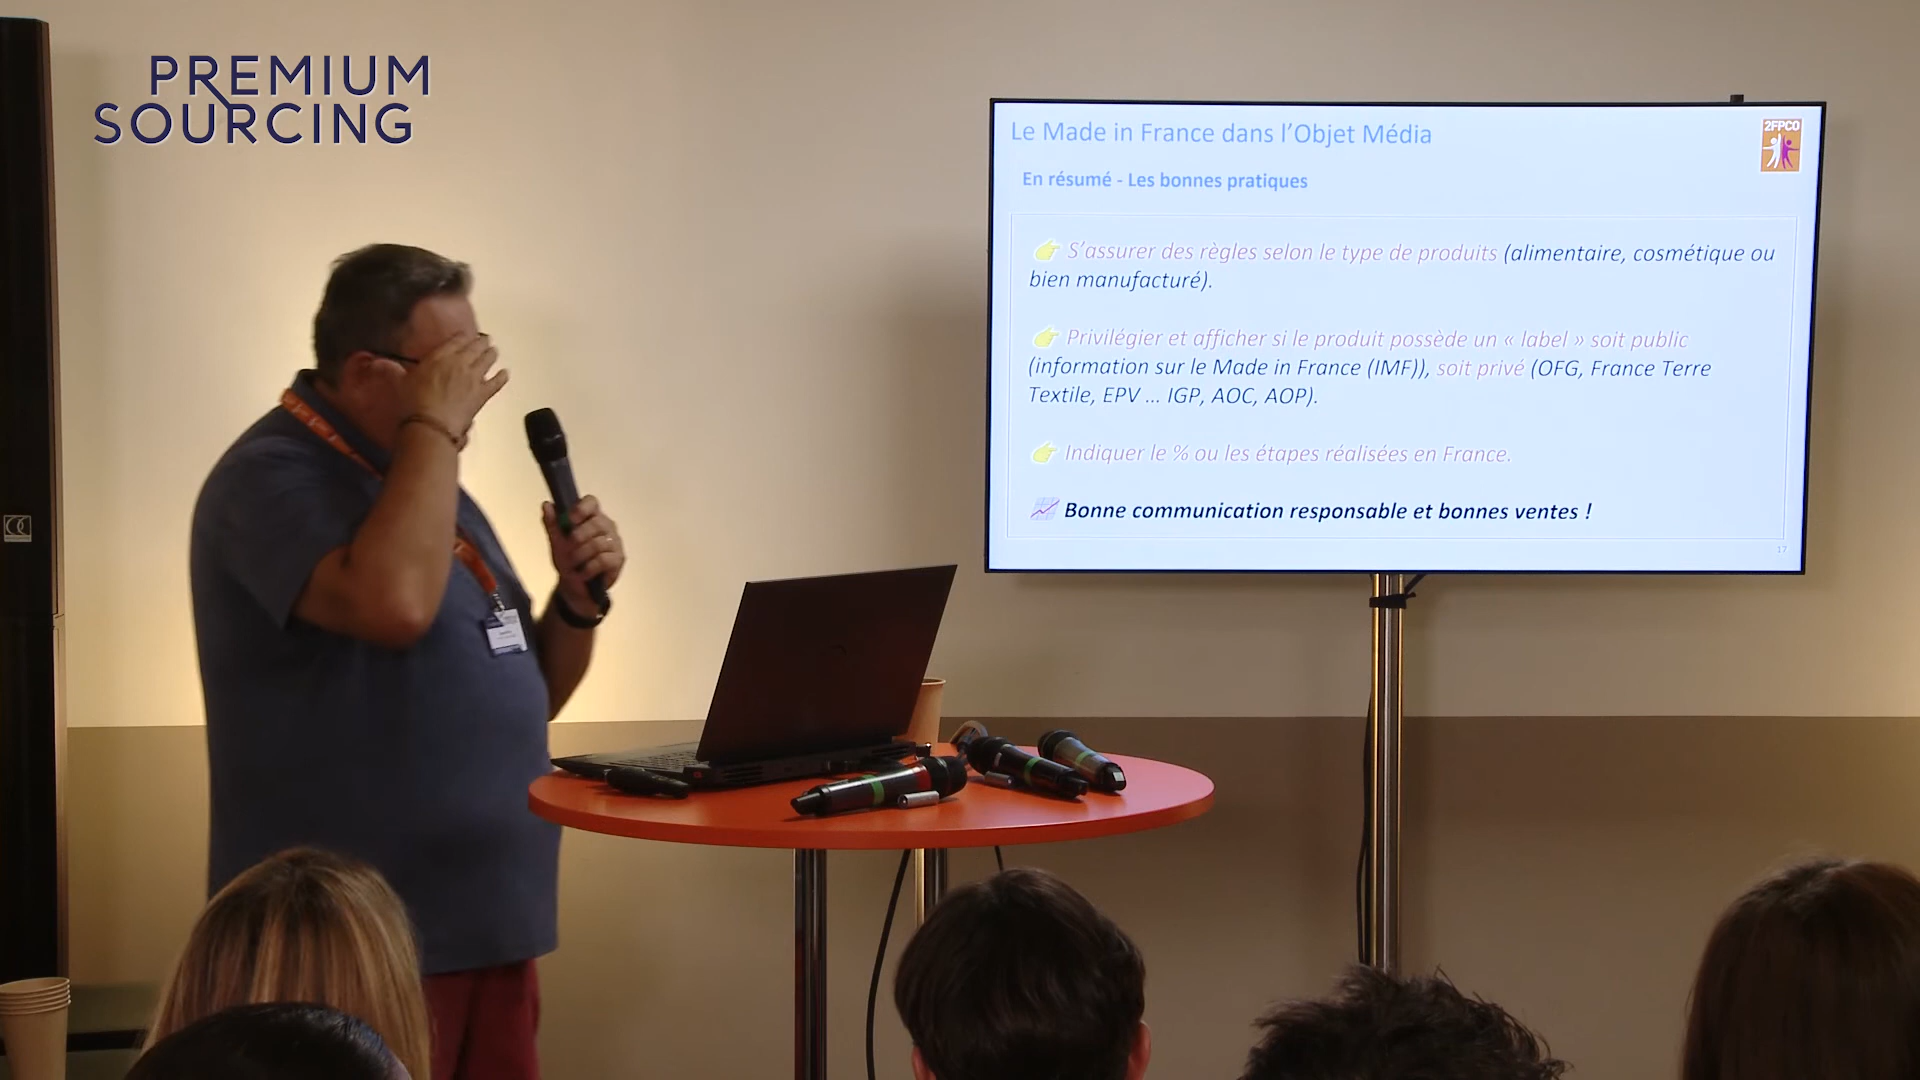 PREMIUM
SOURCING
Le Made in France dans l’Objet Média
2FPCO
En résumé - Les bonnes pratiques
👉 S’assurer des règles selon le type de produits (alimentaire, cosmétique ou
bien manufacturé).
👉 Privilégier et afficher si le produit possède un « label » soit public
(information sur le Made in France (IMF)), soit privé (OFG, France Terre
Textile, EPV ... IGP, AOC, AOP).
👉 Indiquer le % ou les étapes réalisées en France.
📈 Bonne communication responsable et bonnes ventes !
17